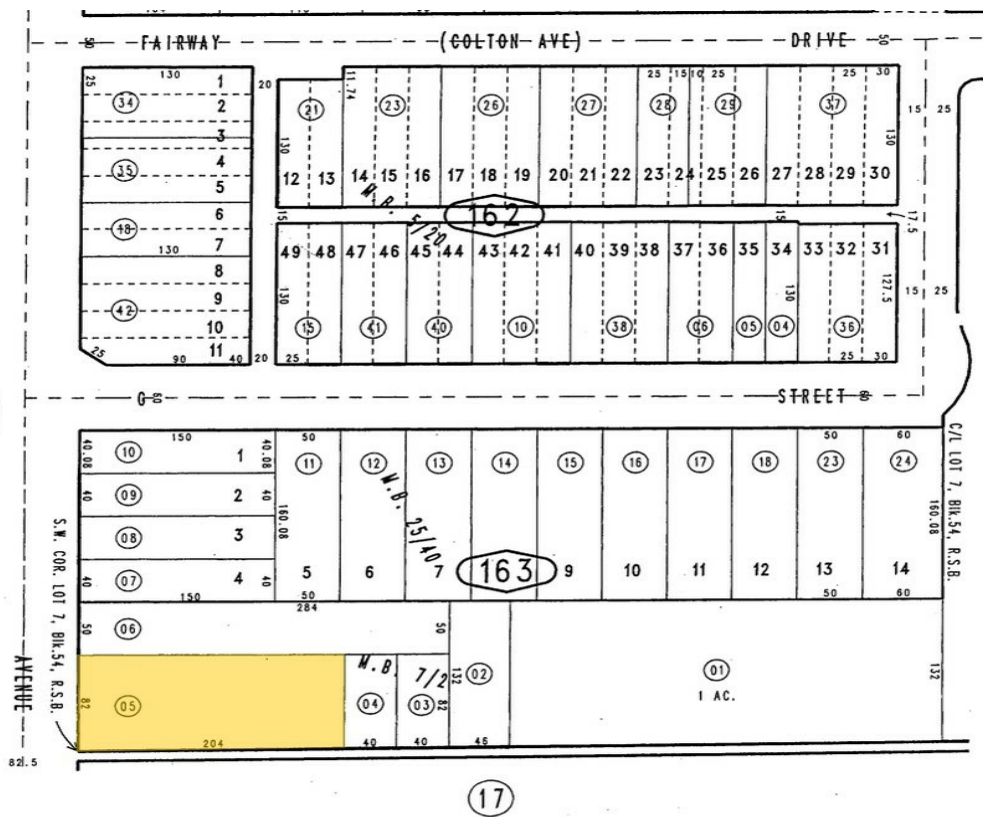 50 FAIRWAY (COLTON AVE) DRIVE 50
25 130 1 20 11.74 25 15 10 25 25 30
34 2 21 23 26 27 28 29 37 15 25
3
35 4 130 130
5 12 13 14 15 16 17 18 19 20 21 22 23 24 25 26 27 28 29 30
6 15 M.B. 5/20 162 15 17.5
18 7
130 49 48 47 46 45 44 43 42 41 40 39 38 37 36 35 34 33 32 31
8
9 130 130 127.5 15 25
42 10 15 41 40 10 38 06 05 04 36
25 90 40 11 20 25 25 30
G 60 STREET 60
150 50 50 60
40.08 10 1 40.08 11 12 13 14 15 16 17 18 23 24
40 09 2 40 160.08 M.B. 25/40 160.08
08 3
40 07 4 40 5 6 7 163 9 10 11 12 13 14
150 50 50 60
C/L LOT 7, Blk.54, R.S.B.
S.W. COR. LOT 7, Blk.54, R.S.B.
284
50 06 50
M.B. 7/2 02 01
132 1 AC. 132
AVENUE
82 05 04 03 82
204 40 40 46
82.5
17